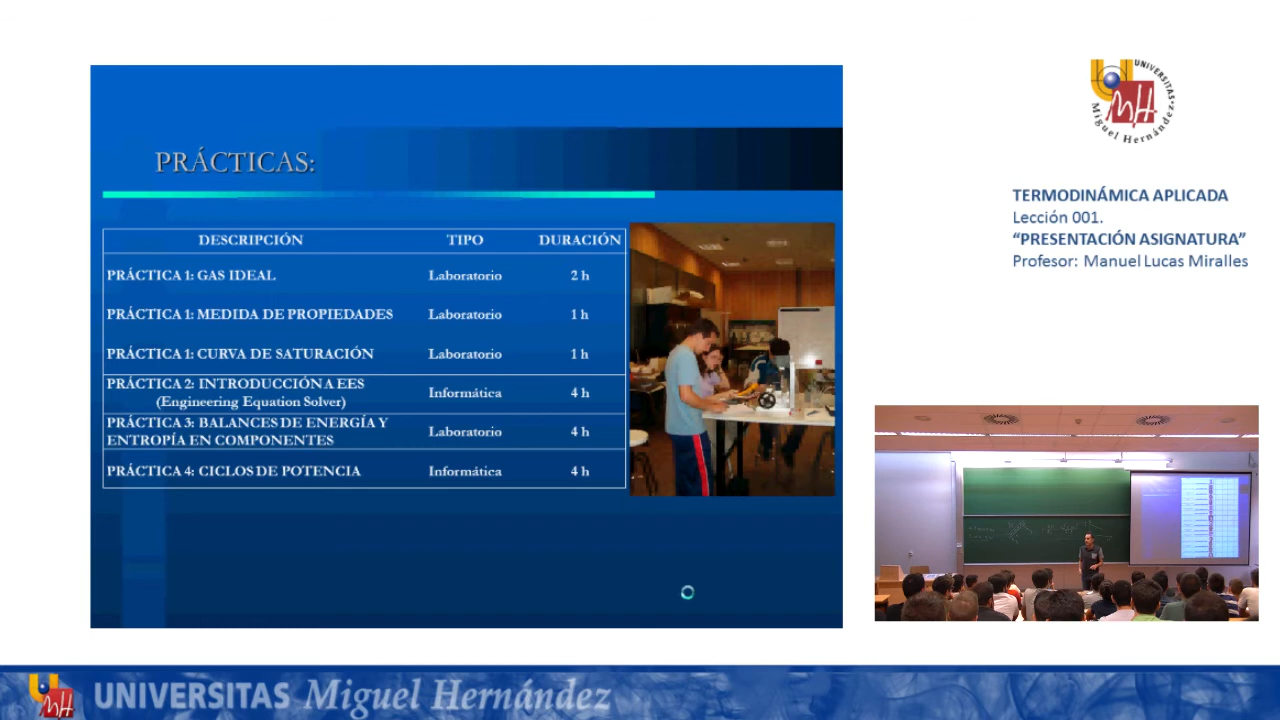 PRÁCTICAS:
DESCRIPCIÓN TIPO DURACIÓN
PRÁCTICA 1: GAS IDEAL Laboratorio 2 h
PRÁCTICA 1: MEDIDA DE PROPIEDADES Laboratorio 1 h
PRÁCTICA 1: CURVA DE SATURACIÓN Laboratorio 1 h
PRÁCTICA 2: INTRODUCCIÓN A EES
(Engineering Equation Solver) Informática 4 h
PRÁCTICA 3: BALANCES DE ENERGÍA Y
ENTROPÍA EN COMPONENTES Laboratorio 4 h
PRÁCTICA 4: CICLOS DE POTENCIA Informática 4 h
UNIVERSITAS
Miguel Hernández
TERMODINÁMICA APLICADA
Lección 001.
“PRESENTACIÓN ASIGNATURA”
Profesor: Manuel Lucas Miralles
UNIVERSITAS Miguel Hernández